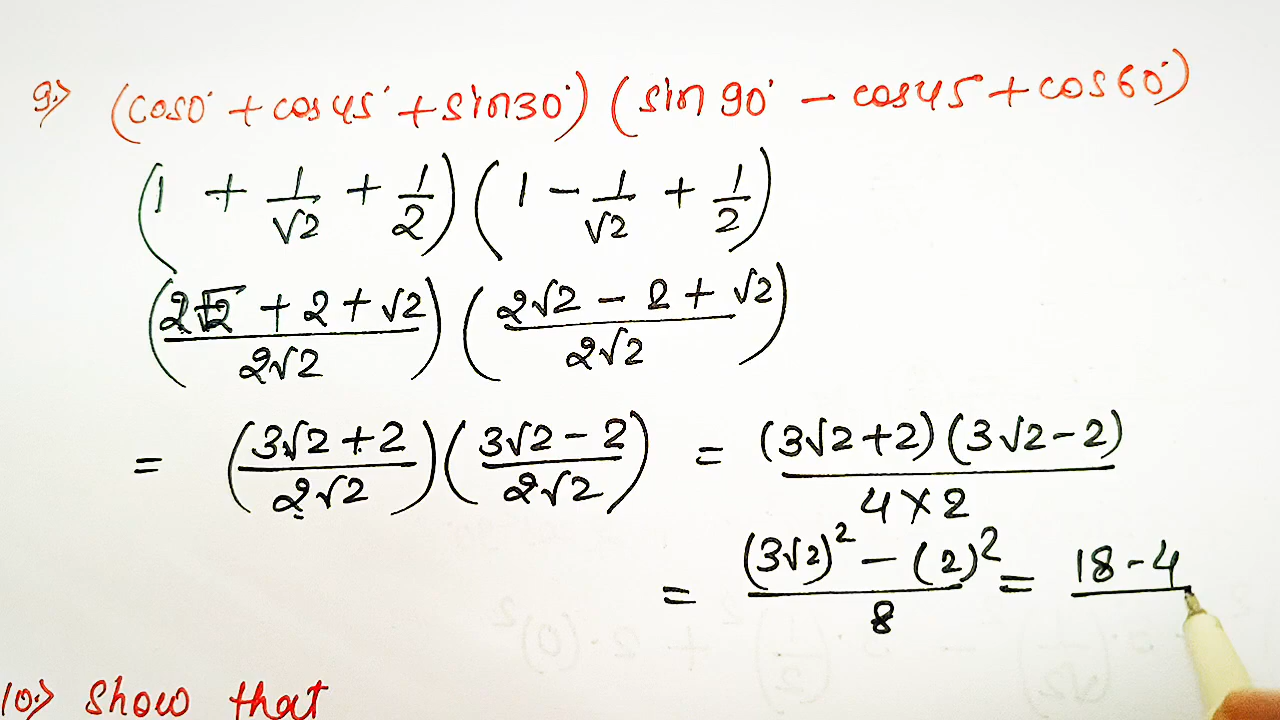 9.) (cos0° + cos45° + sin30°) (sin90° - cos45 + cos60°)
(1 + 1/√2 + 1/2) (1 - 1/√2 + 1/2)
((2√2 + 2 + √2)/(2√2)) ((2√2 - 2 + √2)/(2√2))
= ((3√2+2)/(2√2)) ((3√2-2)/(2√2)) = ((3√2+2)(3√2-2))/(4×2)
= ((3√2)² - (2)²)/8 = 18-4
10.) Show that